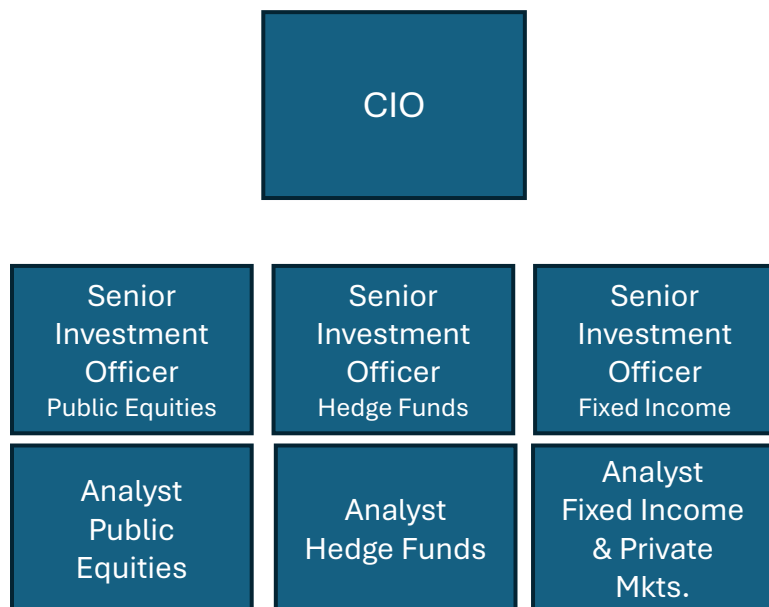 CIO
Senior
Investment
Officer
Public Equities
Senior
Investment
Officer
Hedge Funds
Senior
Investment
Officer
Fixed Income
Analyst
Public
Equities
Analyst
Hedge Funds
Analyst
Fixed Income
& Private
Mkts.